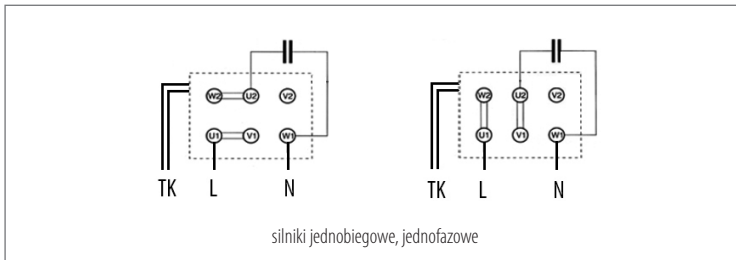 W2 U2 V2 W2 U2 V2
U1 V1 W1 U1 V1 W1
TK L N TK L N
silniki jednobiegowe, jednofazowe